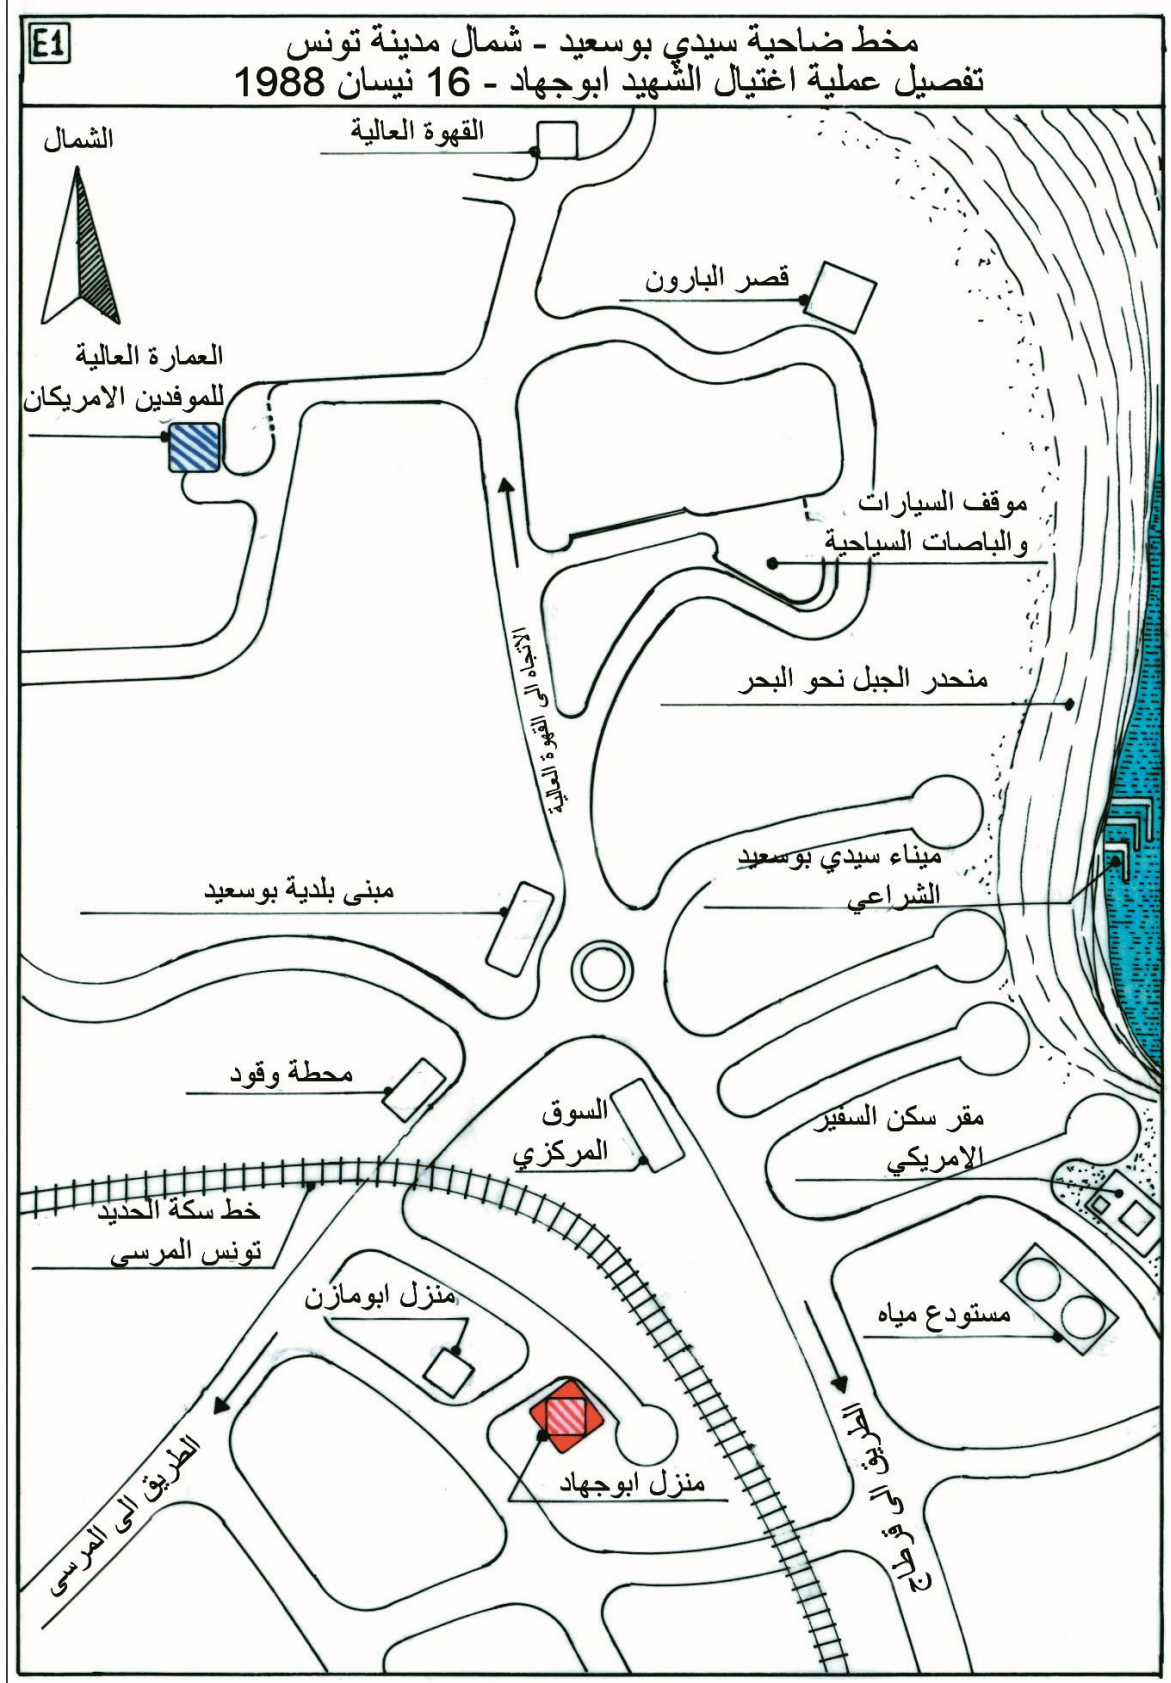 E1
مخط ضاحية سيدي بوسعيد - شمال مدينة تونس
تفصيل عملية اغتيال الشهيد ابوجهاد - 16 نيسان 1988
القهوة العالية
الشمال
قصر البارون
العمارة العالية
للموفدين الامريكان
موقف السيارات
والباصات السياحية
الاتجاه الى القهوة العالية
منحدر الجبل نحو البحر
ميناء سيدي بوسعيد
الشراعي
مبنى بلدية بوسعيد
محطة وقود
السوق
المركزي
مقر سكن السفير
الامريكي
خط سكة الحديد
تونس المرسى
منزل ابومازن
مستودع مياه
منزل ابوجهاد
الطريق الى المرسى
الطريق الى قرطاج